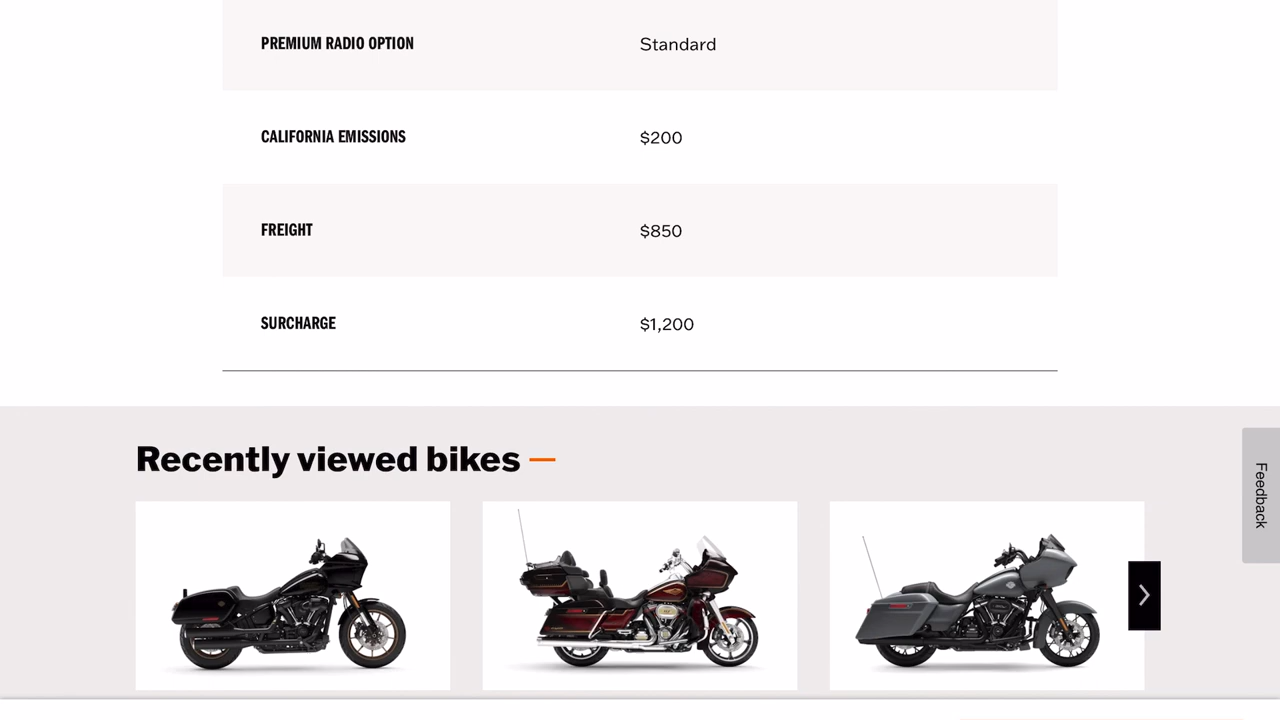 PREMIUM RADIO OPTION Standard
CALIFORNIA EMISSIONS $200
FREIGHT $850
SURCHARGE $1,200
Recently viewed bikes —
Feedback